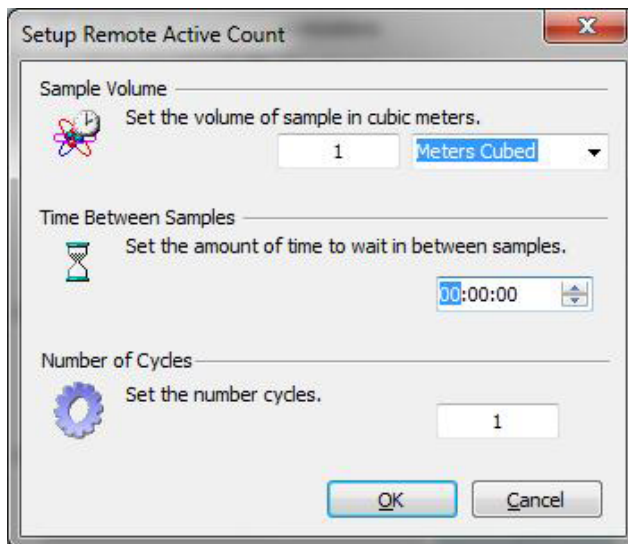 Setup Remote Active Count
Sample Volume
Set the volume of sample in cubic meters.
1 Meters Cubed
Time Between Samples
Set the amount of time to wait in between samples.
00:00:00
Number of Cycles
Set the number cycles.
1
OK Cancel